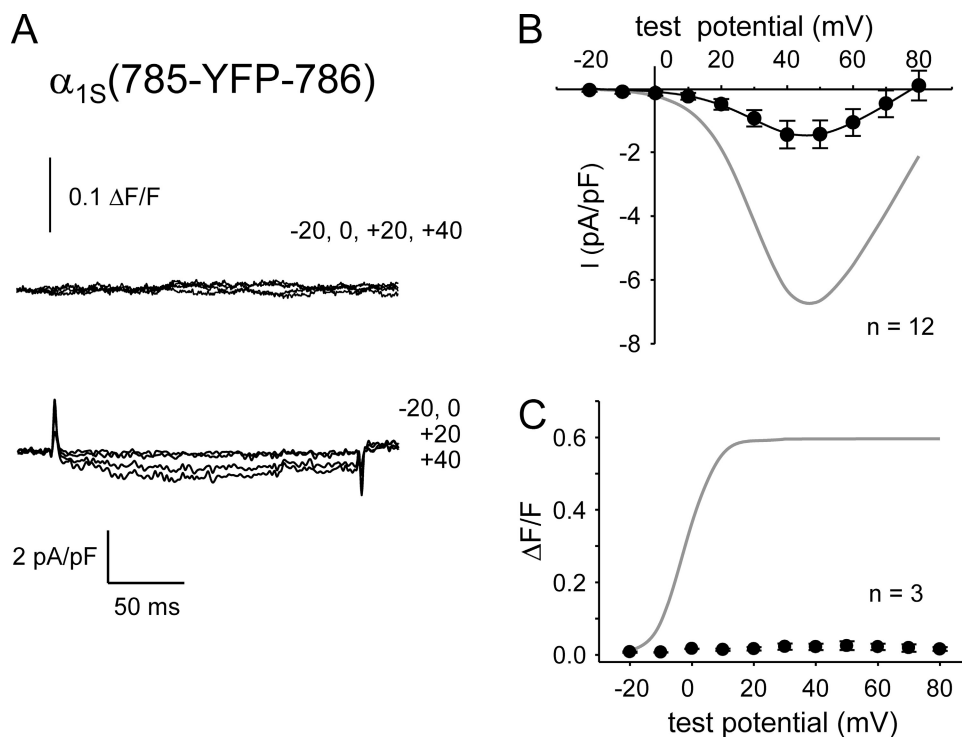 A
α1S(785-YFP-786)
0.1 ΔF/F
-20, 0, +20, +40
-20, 0
+20
+40
2 pA/pF
50 ms
B
test potential (mV)
-20 0 20 40 60 80
-2
-4
-6
-8
I (pA/pF)
n = 12
C
0.6
0.4
0.2
0.0
ΔF/F
n = 3
-20 0 20 40 60 80
test potential (mV)